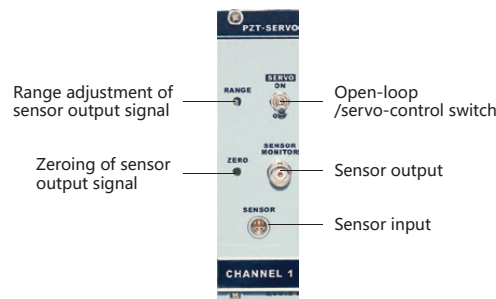 PZT-SERVO
SERVO
ON
RANGE
OFF
Range adjustment of
sensor output signal
Open-loop
/servo-control switch
SENSOR
MONITOR
ZERO
Zeroing of sensor
output signal
Sensor output
SENSOR
Sensor input
CHANNEL 1